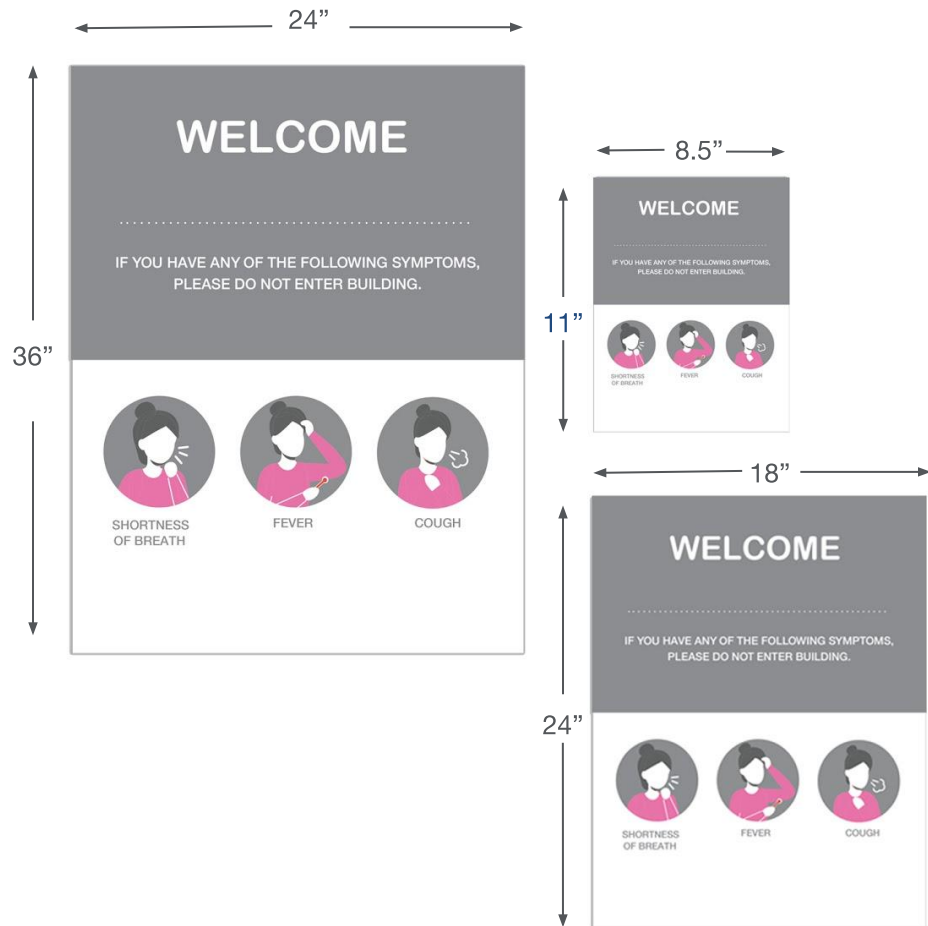 24”
36”
WELCOME
IF YOU HAVE ANY OF THE FOLLOWING SYMPTOMS,
PLEASE DO NOT ENTER BUILDING.
SHORTNESS
OF BREATH
FEVER
COUGH
8.5”
11”
WELCOME
IF YOU HAVE ANY OF THE FOLLOWING SYMPTOMS,
PLEASE DO NOT ENTER BUILDING.
SHORTNESS
OF BREATH
FEVER
COUGH
18”
24”
WELCOME
IF YOU HAVE ANY OF THE FOLLOWING SYMPTOMS,
PLEASE DO NOT ENTER BUILDING.
SHORTNESS
OF BREATH
FEVER
COUGH